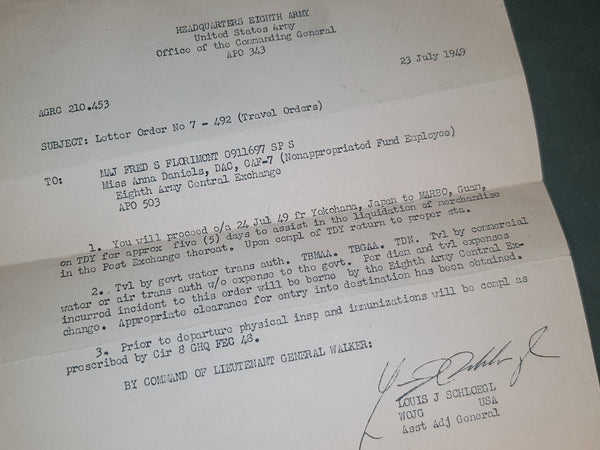 HEADQUARTERS EIGHTH ARMY
United States Army
Office of the Commanding General
APO 343
23 July 1949
AGRC 210.453
SUBJECT: Letter Order No 7 - 492 (Travel Orders)
TO: MAJ FRED S FLORIMONT 0911697 SP S
Miss Anna Daniels, DAC, CAF-7 (Nonappropriated Fund Employee)
Eighth Army Central Exchange
APO 503
1. You will proceed o/a 24 Jul 49 fr Yokohama, Japan to MARBO, Guam,
on TDY for approx five (5) days to assist in the liquidation of merchandise
in the Post Exchange thereat. Upon compl of TDY return to proper sta.
2. Tvl by govt water trans auth. TBMAA. TBGAA. TDN. Tvl by commercial
water or air trans auth w/o expense to the govt. Per diem and tvl expenses
incurred incident to this order will be borne by the Eighth Army Central Ex-
change. Appropriate clearance for entry into destination has been obtained.
3. Prior to departure physical insp and immunizations will be compl as
prescribed by Cir 8 GHQ FEC 48.
BY COMMAND OF LIEUTENANT GENERAL WALKER:
LOUIS J SCHLOEGL
WOJG USA
Asst Adj General